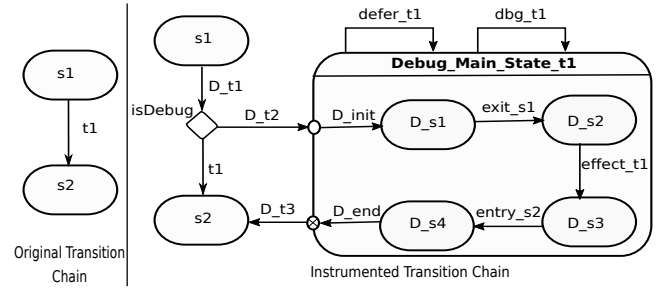 s1
t1
s2
Original Transition
Chain
s1
D_t1
isDebug
D_t2
t1
s2
D_t3
defer_t1
dbg_t1
Debug_Main_State_t1
D_init
D_s1
exit_s1
D_s2
effect_t1
D_s3
entry_s2
D_s4
D_end
Instrumented Transition Chain